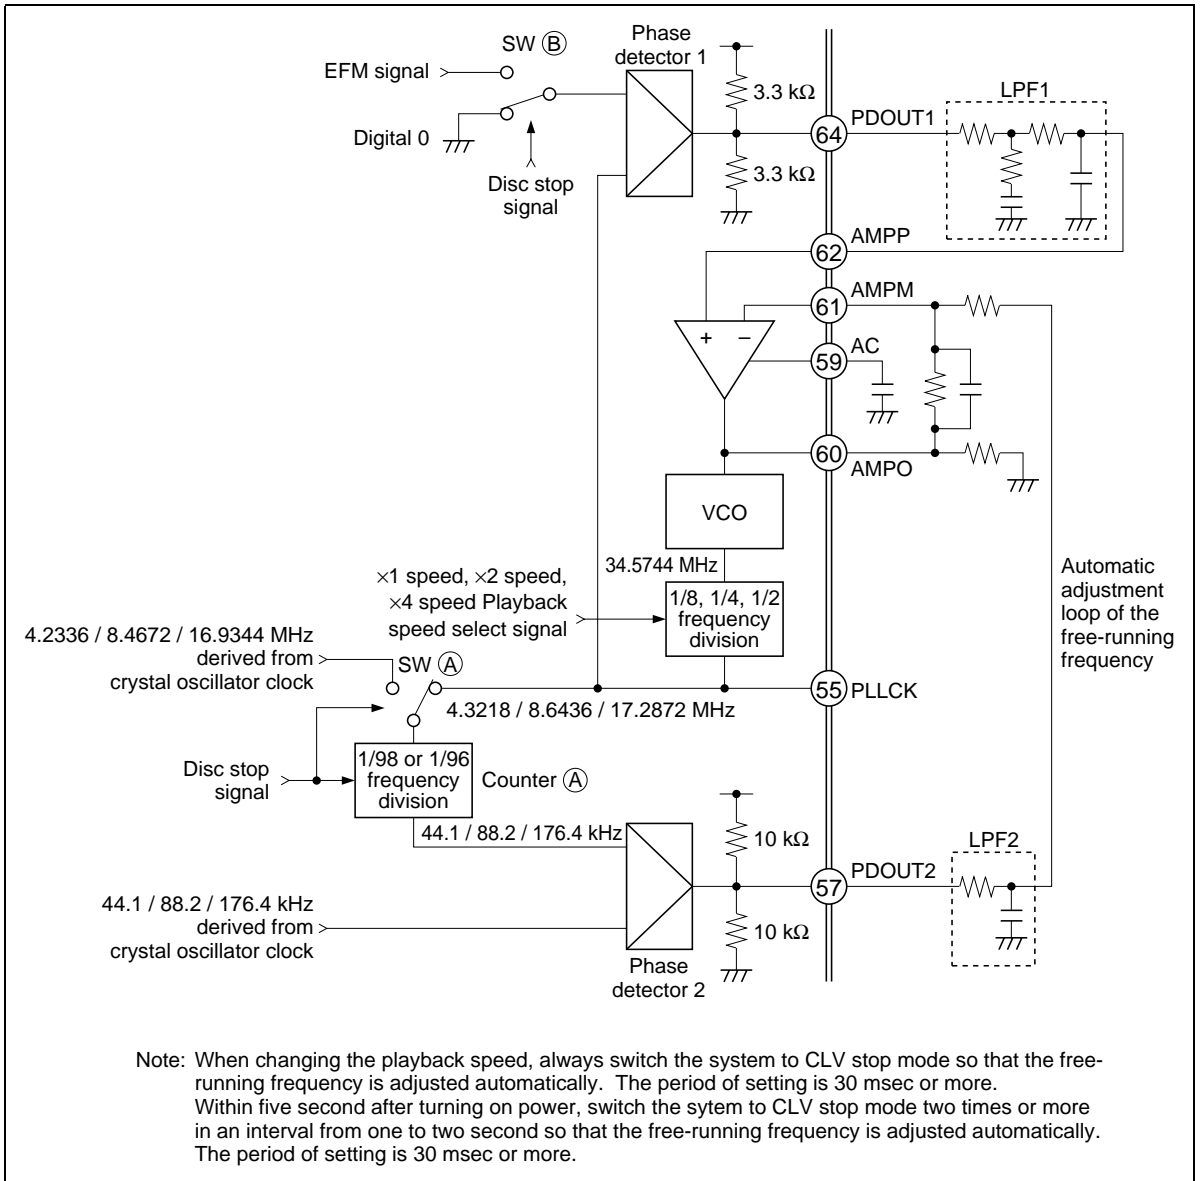 SW Ⓑ
EFM signal
Digital 0
Disc stop
signal
Phase
detector 1
3.3 kΩ
3.3 kΩ
64
PDOUT1
LPF1
62
AMPP
61
AMPM
+
−
59
AC
60
AMPO
VCO
34.5744 MHz
×1 speed, ×2 speed,
×4 speed Playback
speed select signal
1/8, 1/4, 1/2
frequency
division
Automatic
adjustment
loop of the
free-running
frequency
4.2336 / 8.4672 / 16.9344 MHz
derived from
crystal oscillator clock
SW Ⓐ
55
PLLCK
4.3218 / 8.6436 / 17.2872 MHz
Disc stop
signal
1/98 or 1/96
frequency
division
Counter Ⓐ
44.1 / 88.2 / 176.4 kHz
10 kΩ
10 kΩ
57
PDOUT2
LPF2
44.1 / 88.2 / 176.4 kHz
derived from
crystal oscillator clock
Phase
detector 2
Note: When changing the playback speed, always switch the system to CLV stop mode so that the free-
running frequency is adjusted automatically. The period of setting is 30 msec or more.
Within five second after turning on power, switch the sytem to CLV stop mode two times or more
in an interval from one to two second so that the free-running frequency is adjusted automatically.
The period of setting is 30 msec or more.